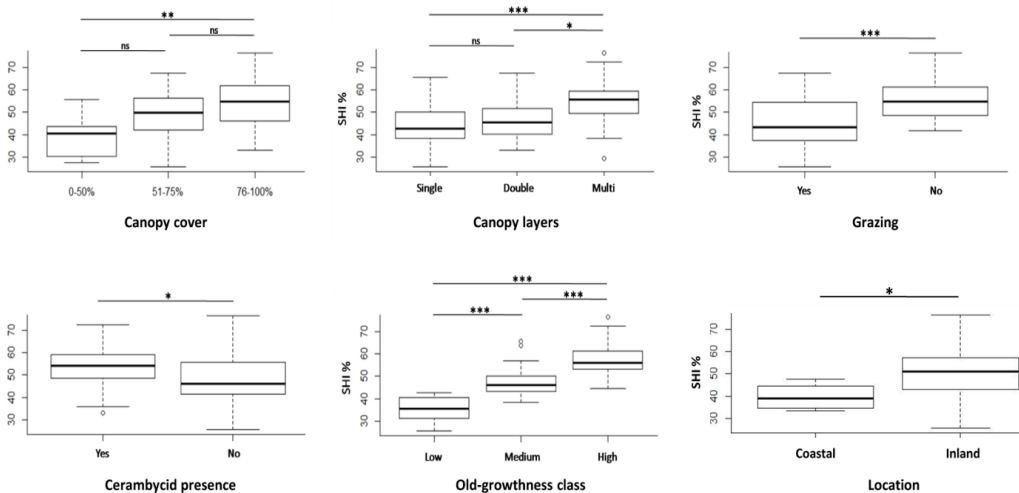 **
ns
ns
30 40 50 60 70
0-50% 51-75% 76-100%
Canopy cover
***
ns
*
SHI %
30 40 50 60 70
Single Double Multi
Canopy layers
***
SHI %
30 40 50 60 70
Yes No
Grazing
*
30 40 50 60 70
Yes No
Cerambycid presence
***
***
***
SHI %
30 40 50 60 70
Low Medium High
Old-growthness class
*
SHI %
30 40 50 60 70
Coastal Inland
Location